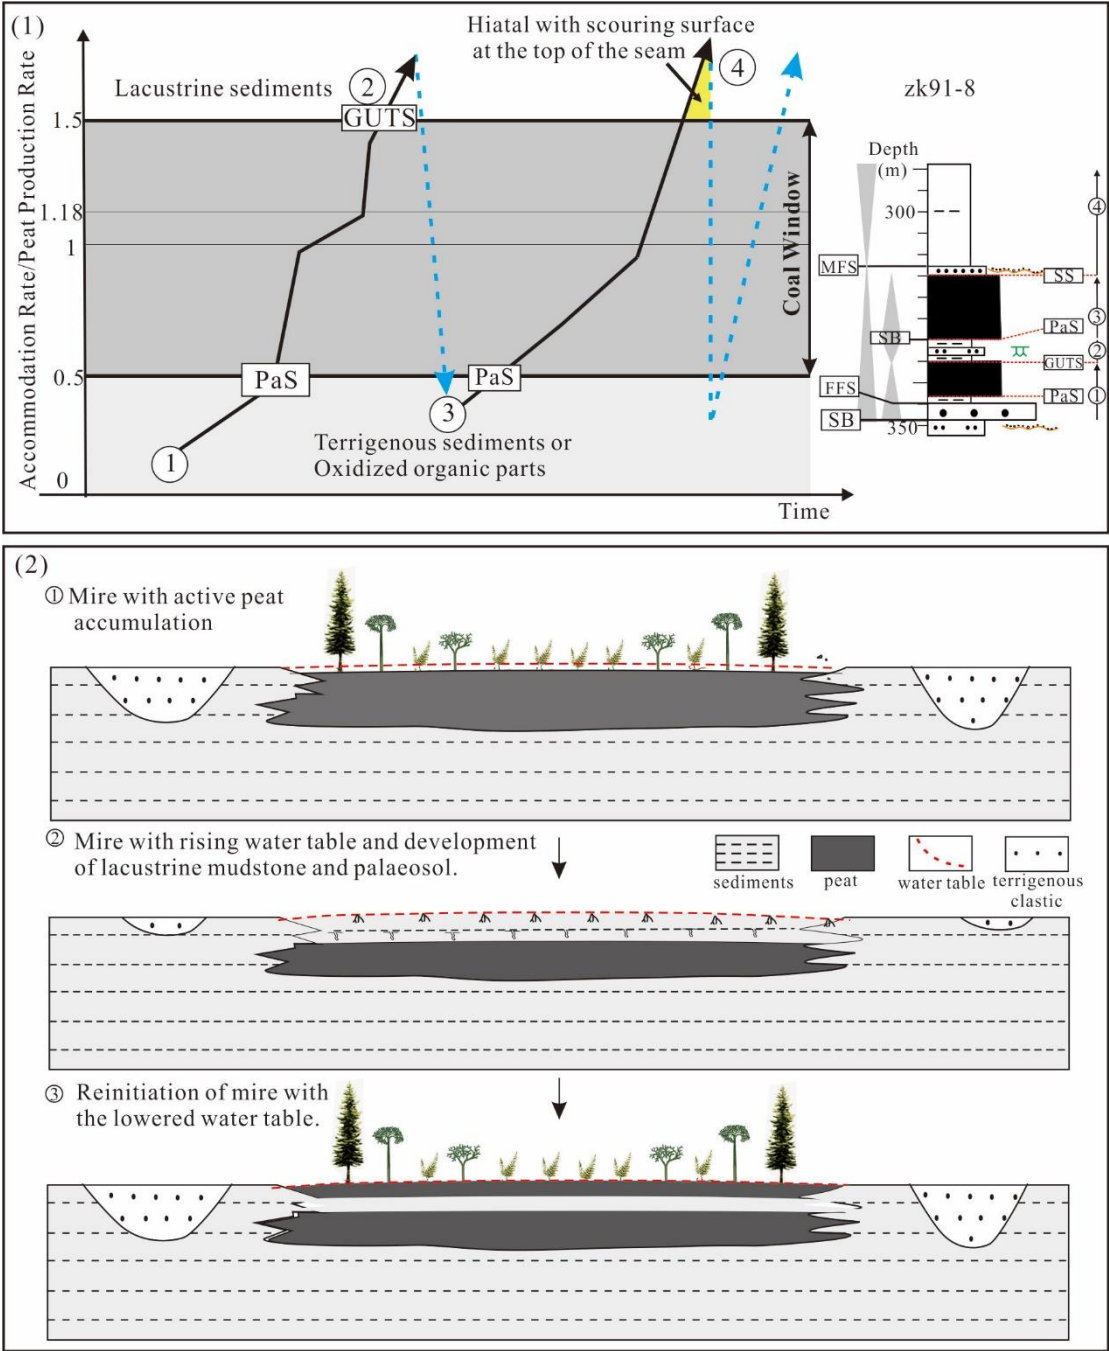 (1)
Accommodation Rate/Peat Production Rate
Hiatal with scouring surface
at the top of the seam
Lacustrine sediments
②
④
GUTS
zk91-8
1.5
1.18
1
0.5
0
Coal Window
PaS
PaS
①
③
Terrigenous sediments or
Oxidized organic parts
Time
Depth
(m)
300
350
MFS
SB
FFS
SB
SS
PaS
GUTS
PaS
④
③
②
①
(2)
① Mire with active peat
accumulation
② Mire with rising water table and development
of lacustrine mudstone and palaeosol.
sediments
peat
water table
terrigenous
clastic
③ Reinitiation of mire with
the lowered water table.